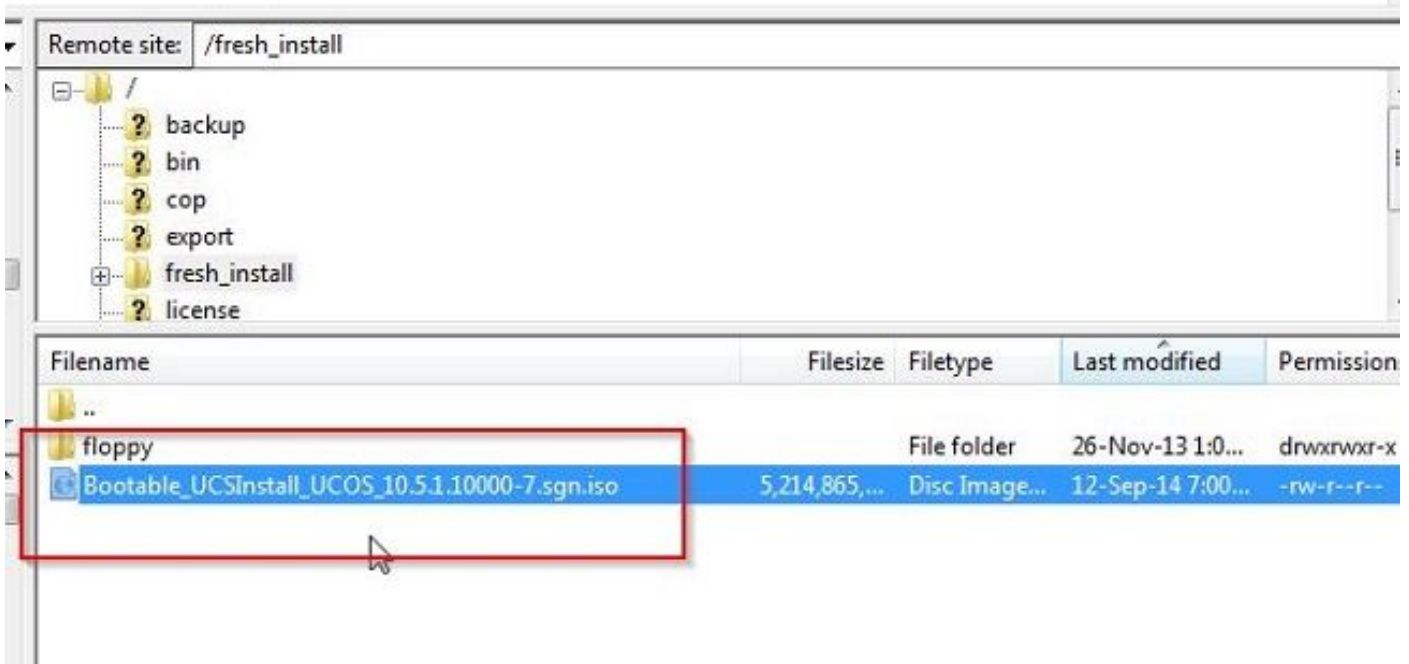 Remote site: /fresh_install
/
? backup
? bin
? cop
? export
fresh_install
? license
Filename Filesize Filetype Last modified Permission
..
floppy File folder 26-Nov-13 1:0... drwxrwxr-x
Bootable_UCSInstall_UCOS_10.5.1.10000-7.sgn.iso 5,214,865,... Disc Image... 12-Sep-14 7:00... -rw-r--r--